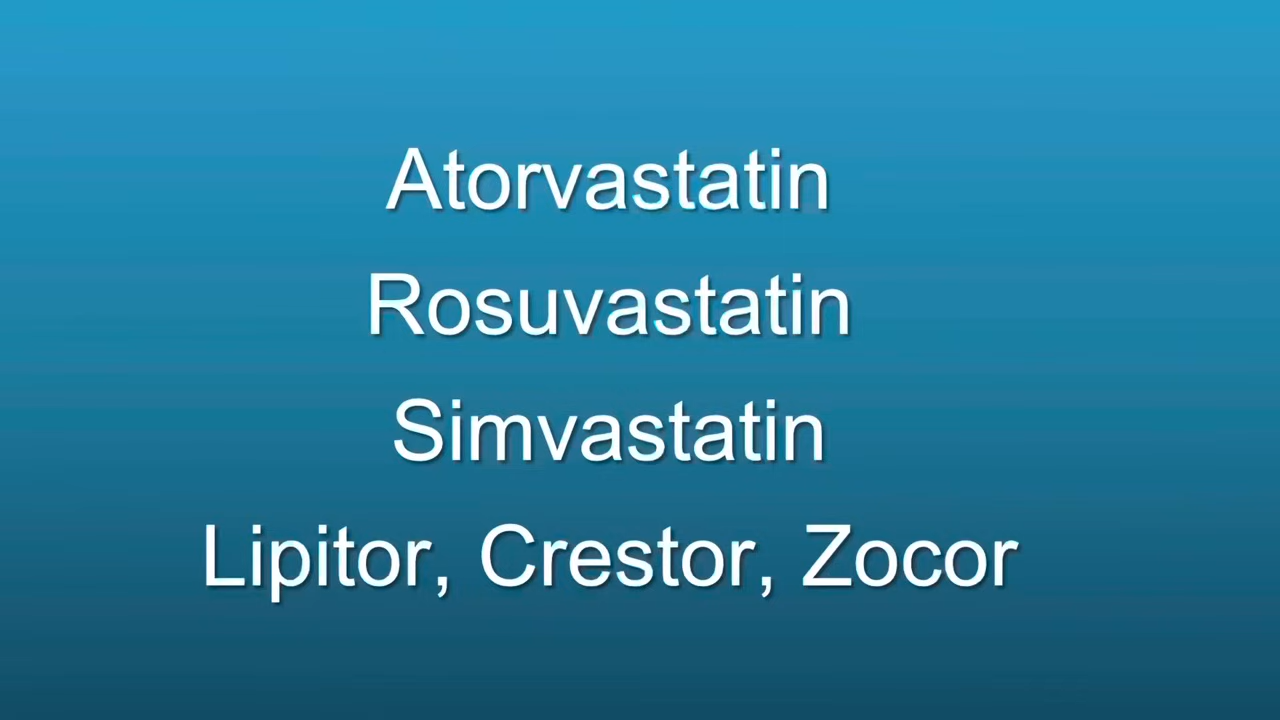 Atorvastatin
Rosuvastatin
Simvastatin
Lipitor, Crestor, Zocor